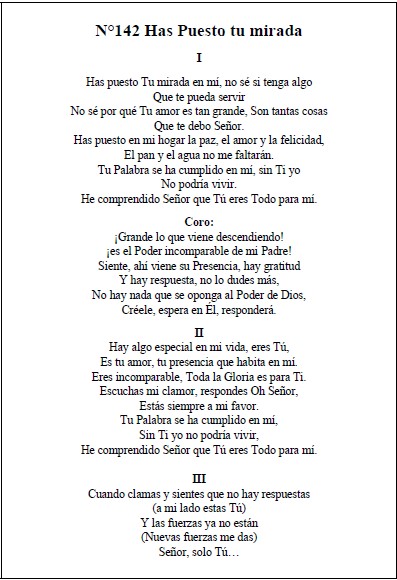 N°142 Has Puesto tu mirada
I
Has puesto Tu mirada en mí, no sé si tenga algo
Que te pueda servir
No sé por qué Tu amor es tan grande, Son tantas cosas
Que te debo Señor.
Has puesto en mi hogar la paz, el amor y la felicidad,
El pan y el agua no me faltarán.
Tu Palabra se ha cumplido en mí, sin Ti yo
No podría vivir.
He comprendido Señor que Tú eres Todo para mí.
Coro:
¡Grande lo que viene descendiendo!
¡es el Poder incomparable de mi Padre!
Siente, ahí viene su Presencia, hay gratitud
Y hay respuesta, no lo dudes más,
No hay nada que se oponga al Poder de Dios,
Créele, espera en Él, responderá.
II
Hay algo especial en mi vida, eres Tú,
Es tu amor, tu presencia que habita en mí.
Eres incomparable, Toda la Gloria es para Ti.
Escuchas mi clamor, respondes Oh Señor,
Estás siempre a mi favor.
Tu Palabra se ha cumplido en mí,
Sin Ti yo no podría vivir,
He comprendido Señor que Tú eres Todo para mí.
III
Cuando clamas y sientes que no hay respuestas
(a mi lado estas Tú)
Y las fuerzas ya no están
(Nuevas fuerzas me das)
Señor, solo Tú…